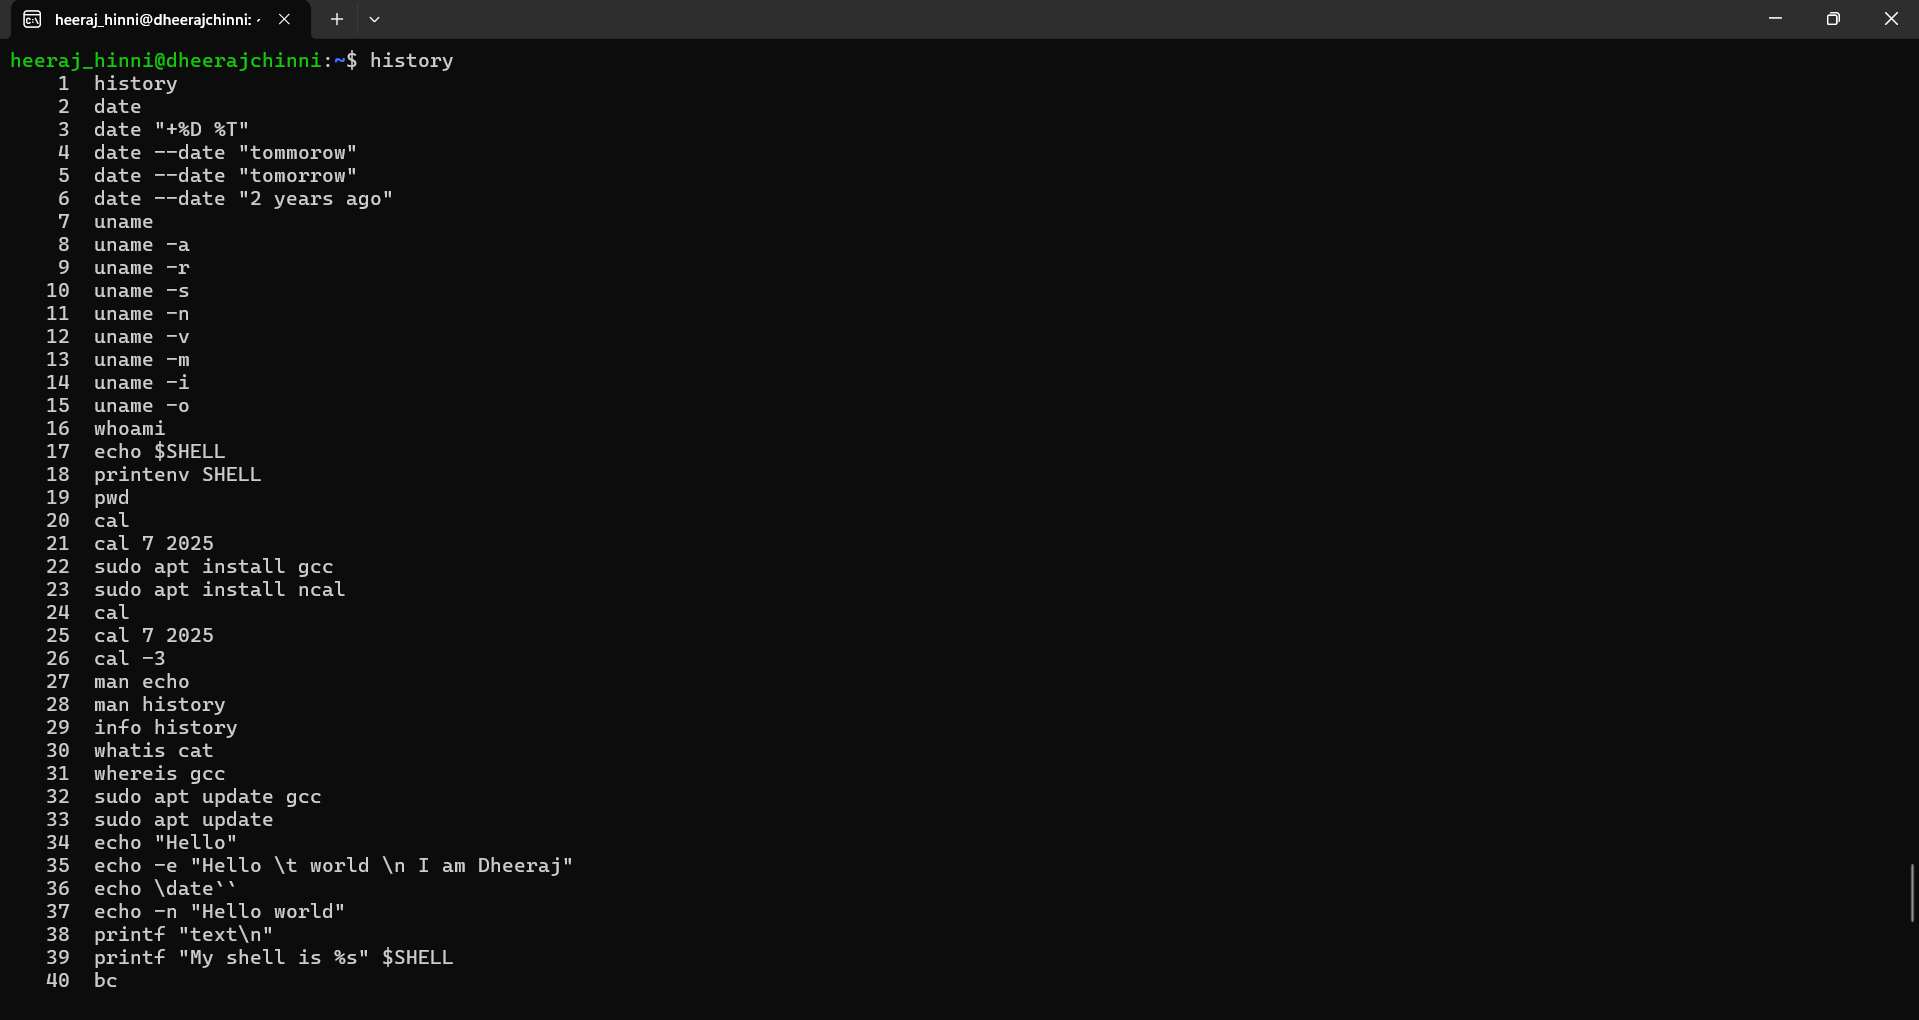 heeraj_hinni@dheerajchinni: ~
heeraj_hinni@dheerajchinni:~$ history
1 history
2 date
3 date "+%D %T"
4 date --date "tommorow"
5 date --date "tomorrow"
6 date --date "2 years ago"
7 uname
8 uname -a
9 uname -r
10 uname -s
11 uname -n
12 uname -v
13 uname -m
14 uname -i
15 uname -o
16 whoami
17 echo $SHELL
18 printenv SHELL
19 pwd
20 cal
21 cal 7 2025
22 sudo apt install gcc
23 sudo apt install ncal
24 cal
25 cal 7 2025
26 cal -3
27 man echo
28 man history
29 info history
30 whatis cat
31 whereis gcc
32 sudo apt update gcc
33 sudo apt update
34 echo "Hello"
35 echo -e "Hello \t world \n I am Dheeraj"
36 echo \date``
37 echo -n "Hello world"
38 printf "text\n"
39 printf "My shell is %s" $SHELL
40 bc